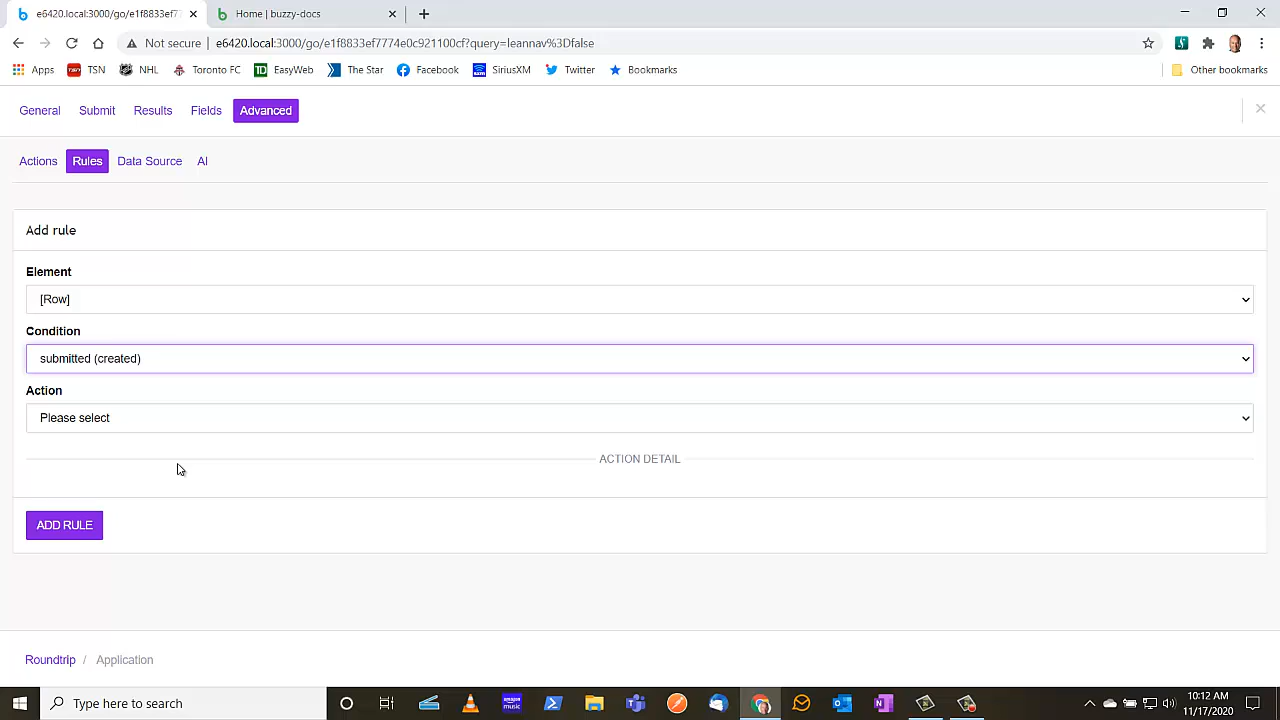 e6420.local:3000/go/e1f8833ef7
Home | buzzy-docs
Not secure | e6420.local:3000/go/e1f8833ef7774e0c921100cf?query=leannav%3Dfalse
Apps TSN NHL Toronto FC EasyWeb The Star Facebook SiriusXM Twitter Bookmarks Other bookmarks
General Submit Results Fields Advanced
Actions Rules Data Source AI
Add rule
Element
[Row]
Condition
submitted (created)
Action
Please select
ACTION DETAIL
ADD RULE
Roundtrip / Application
Type here to search
10:12 AM
11/17/2020